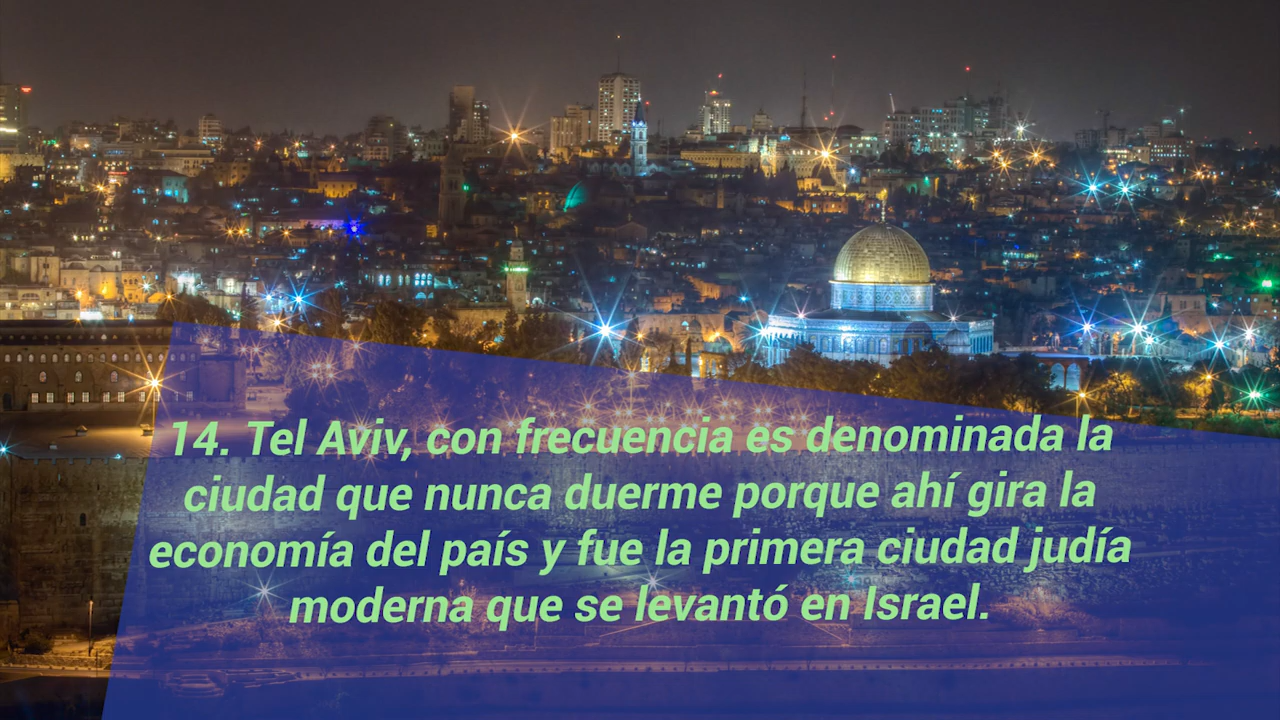 14. Tel Aviv, con frecuencia es denominada la
ciudad que nunca duerme porque ahí gira la
economía del país y fue la primera ciudad judía
moderna que se levantó en Israel.